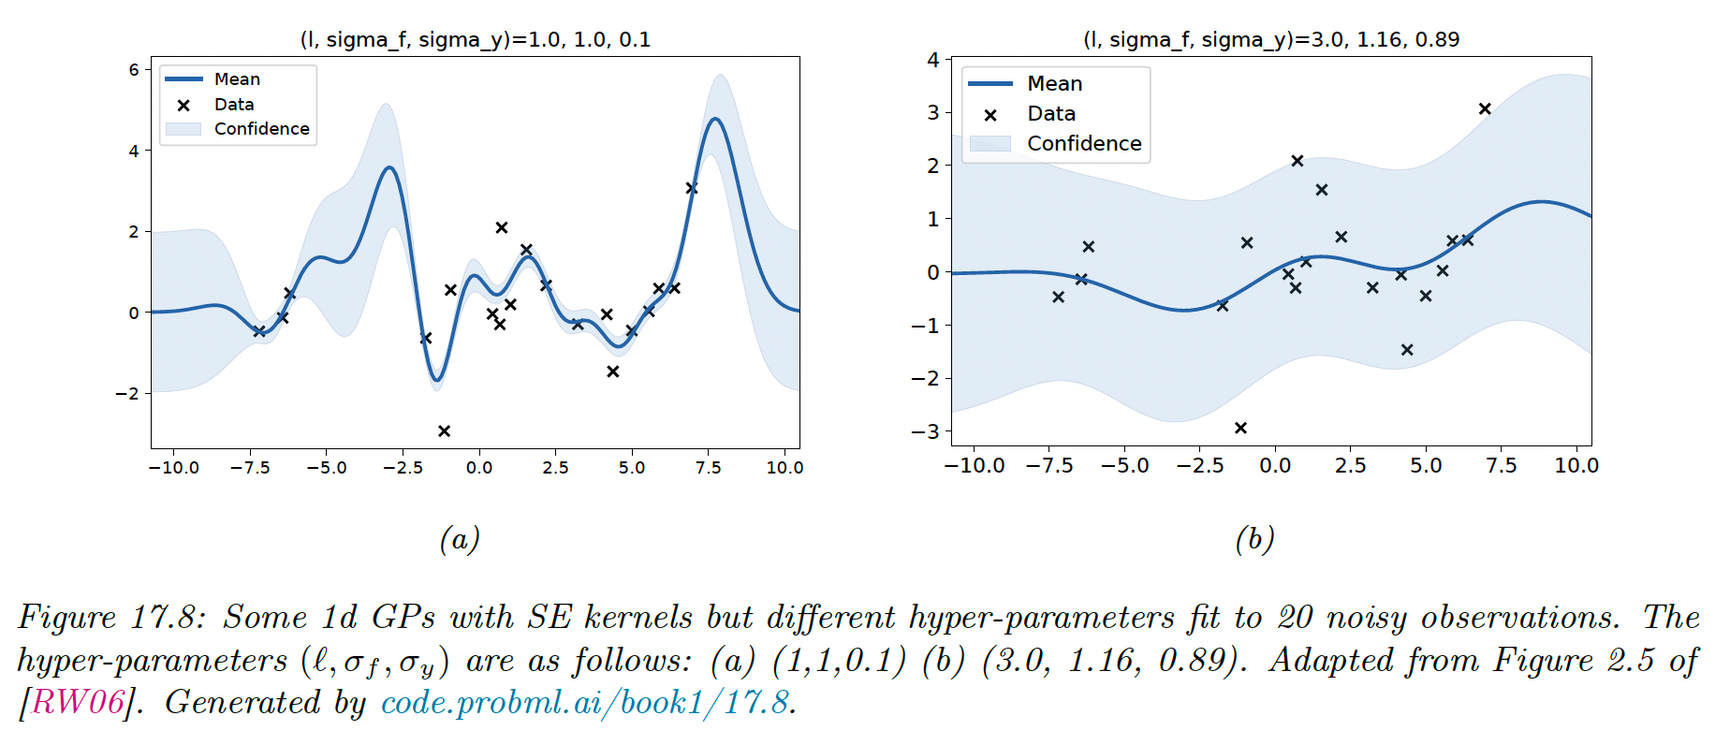 (l, sigma_f, sigma_y)=1.0, 1.0, 0.1
Mean
Data
Confidence
6
4
2
0
−2
−10.0 −7.5 −5.0 −2.5 0.0 2.5 5.0 7.5 10.0
(a)
(l, sigma_f, sigma_y)=3.0, 1.16, 0.89
Mean
Data
Confidence
4
3
2
1
0
−1
−2
−3
−10.0 −7.5 −5.0 −2.5 0.0 2.5 5.0 7.5 10.0
(b)
Figure 17.8: Some 1d GPs with SE kernels but different hyper-parameters fit to 20 noisy observations. The
hyper-parameters (ℓ, σf, σy) are as follows: (a) (1,1,0.1) (b) (3.0, 1.16, 0.89). Adapted from Figure 2.5 of
[RW06]. Generated by code.probml.ai/book1/17.8.